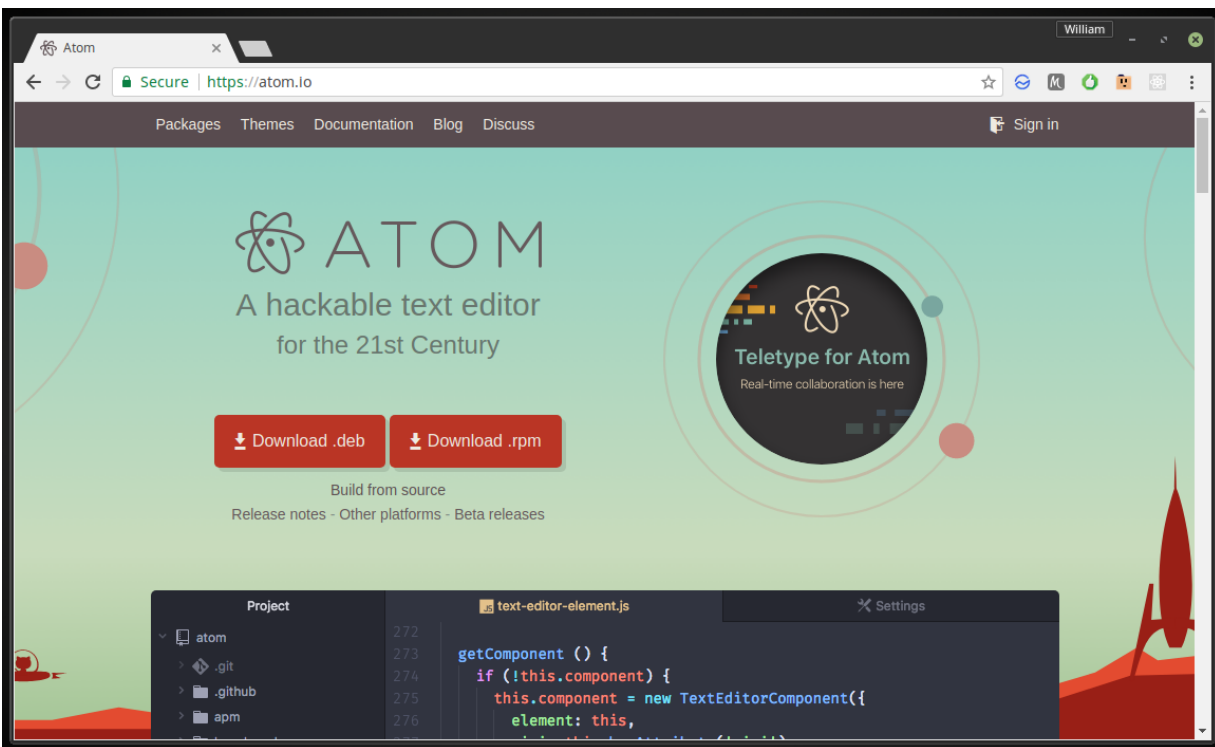 William
Atom
Secure https://atom.io
Packages Themes Documentation Blog Discuss Sign in
ATOM
A hackable text editor
for the 21st Century
Teletype for Atom
Real-time collaboration is here
Download .deb Download .rpm
Build from source
Release notes - Other platforms - Beta releases
Project
JS text-editor-element.js
Settings
atom
.git
.github
apm
272
273 getComponent () {
274 if (!this.component) {
275 this.component = new TextEditorComponent({
276 element: this,